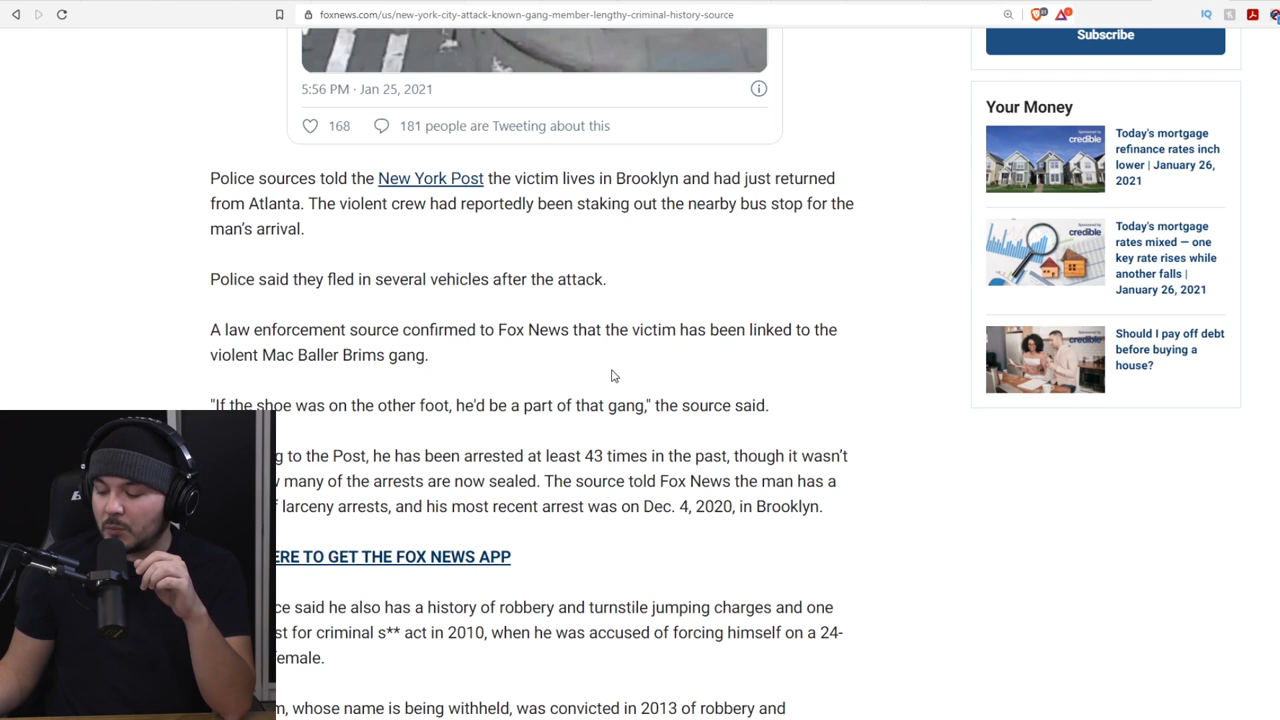 foxnews.com/us/new-york-city-attack-known-gang-member-lengthy-criminal-history-source
IQ
Subscribe
5:56 PM · Jan 25, 2021
168
181 people are Tweeting about this
Police sources told the New York Post the victim lives in Brooklyn and had just returned
from Atlanta. The violent crew had reportedly been staking out the nearby bus stop for the
man’s arrival.
Police said they fled in several vehicles after the attack.
A law enforcement source confirmed to Fox News that the victim has been linked to the
violent Mac Baller Brims gang.
"If the shoe was on the other foot, he'd be a part of that gang," the source said.
g to the Post, he has been arrested at least 43 times in the past, though it wasn’t
many of the arrests are now sealed. The source told Fox News the man has a
larceny arrests, and his most recent arrest was on Dec. 4, 2020, in Brooklyn.
ERE TO GET THE FOX NEWS APP
ce said he also has a history of robbery and turnstile jumping charges and one
st for criminal s** act in 2010, when he was accused of forcing himself on a 24-
female.
, whose name is being withheld, was convicted in 2013 of robbery and
Your Money
Sponsored by
credible
Today's mortgage
refinance rates inch
lower | January 26,
2021
Sponsored by
credible
Today's mortgage
rates mixed — one
key rate rises while
another falls |
January 26, 2021
Sponsored by
credible
Should I pay off debt
before buying a
house?